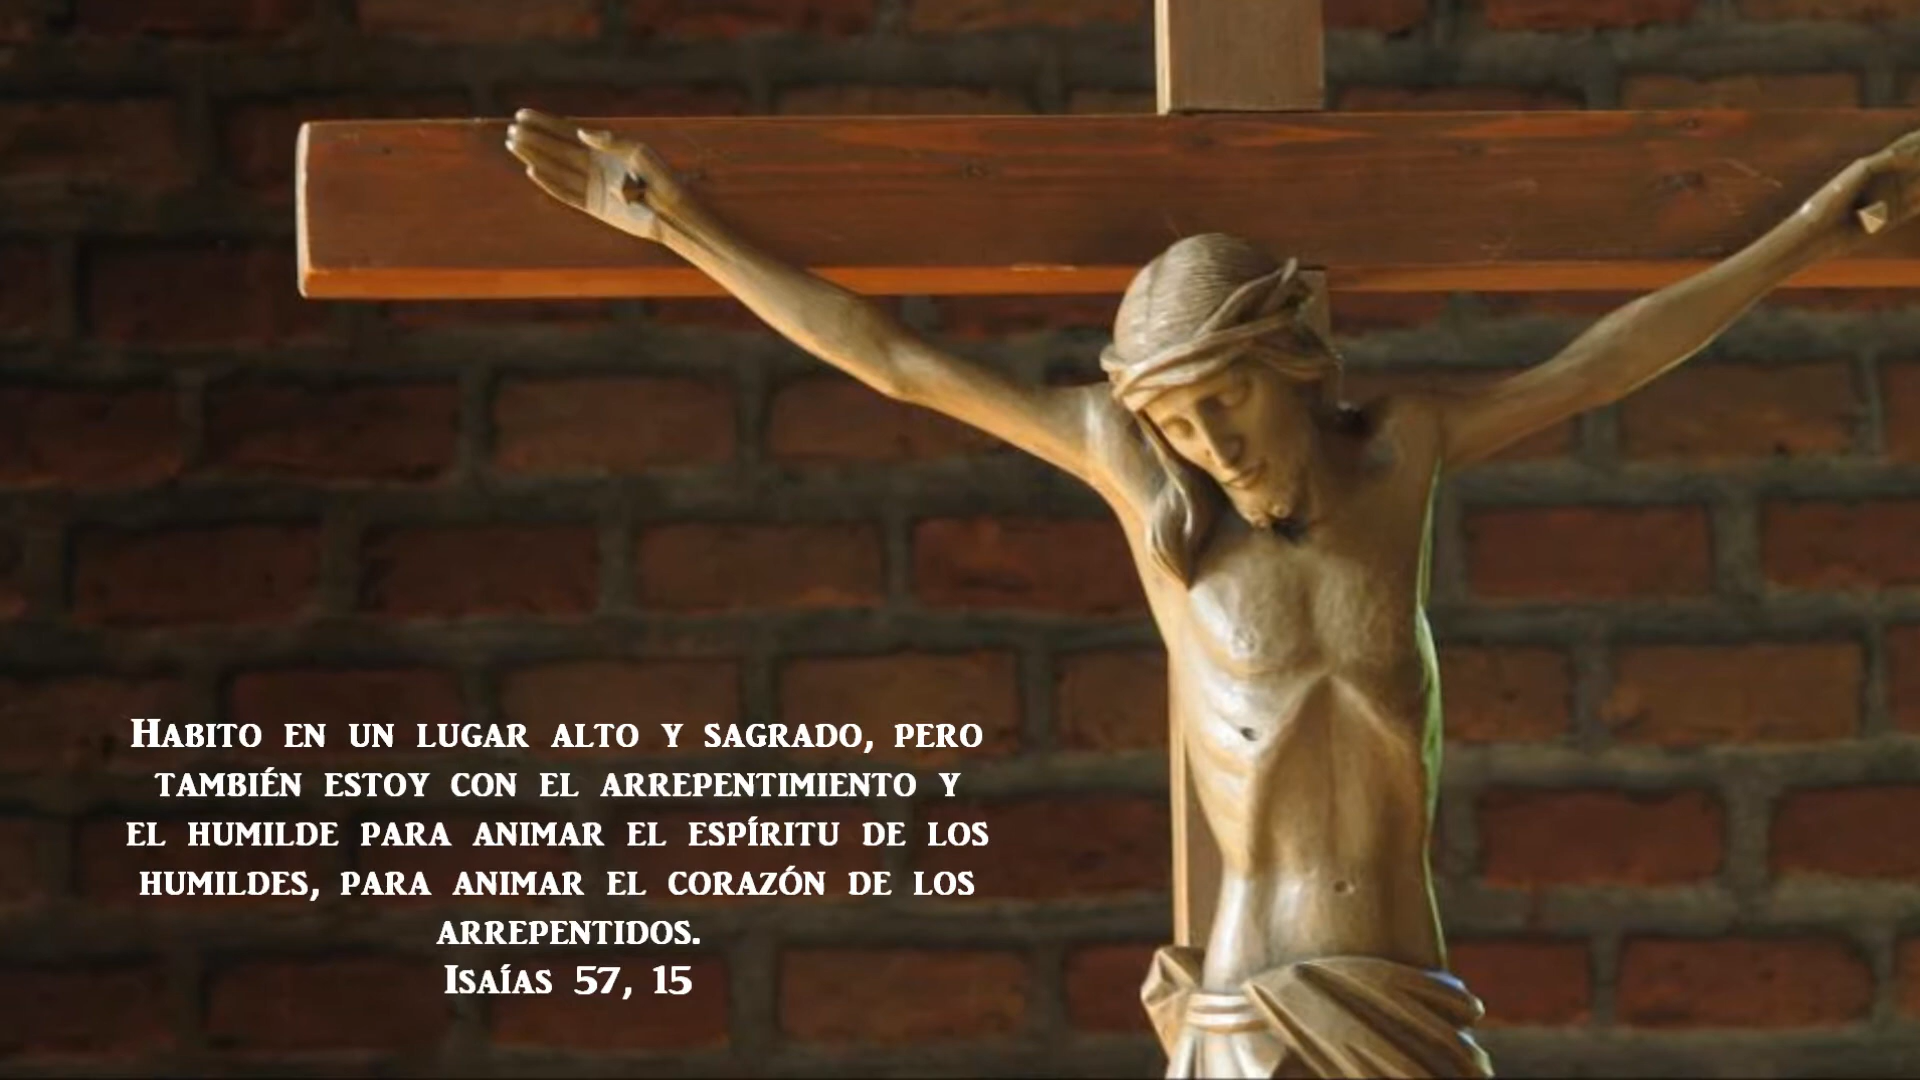 Habito en un lugar alto y sagrado, pero
también estoy con el arrepentimiento y
el humilde para animar el espíritu de los
humildes, para animar el corazón de los
arrepentidos.
Isaías 57, 15